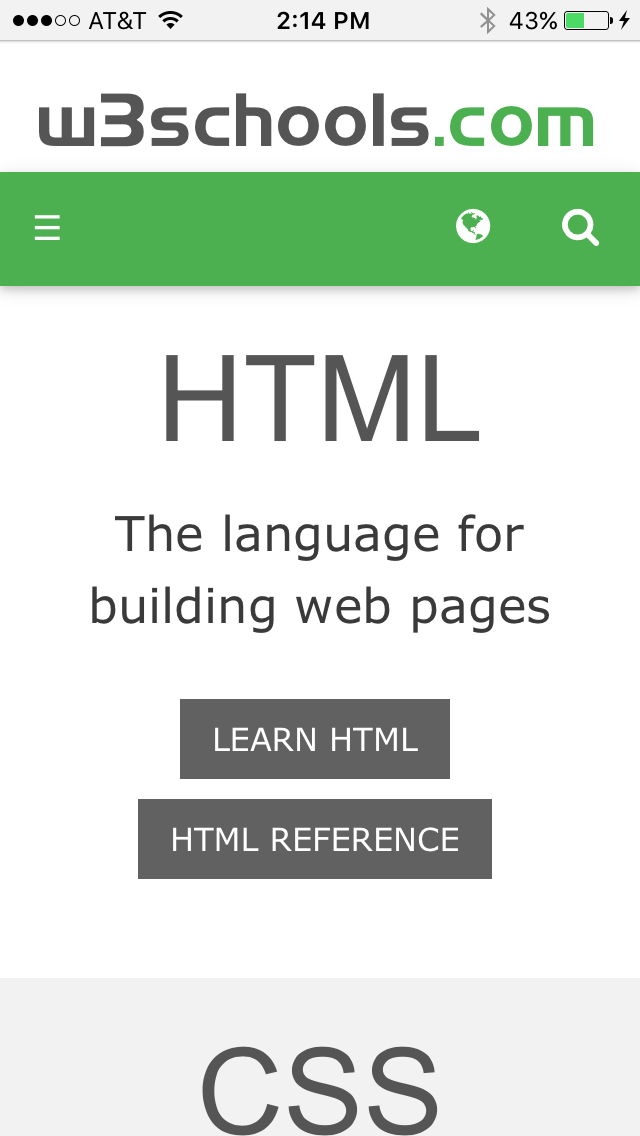 AT&T 2:14 PM 43%
w3schools.com
HTML
The language for
building web pages
LEARN HTML
HTML REFERENCE
CSS